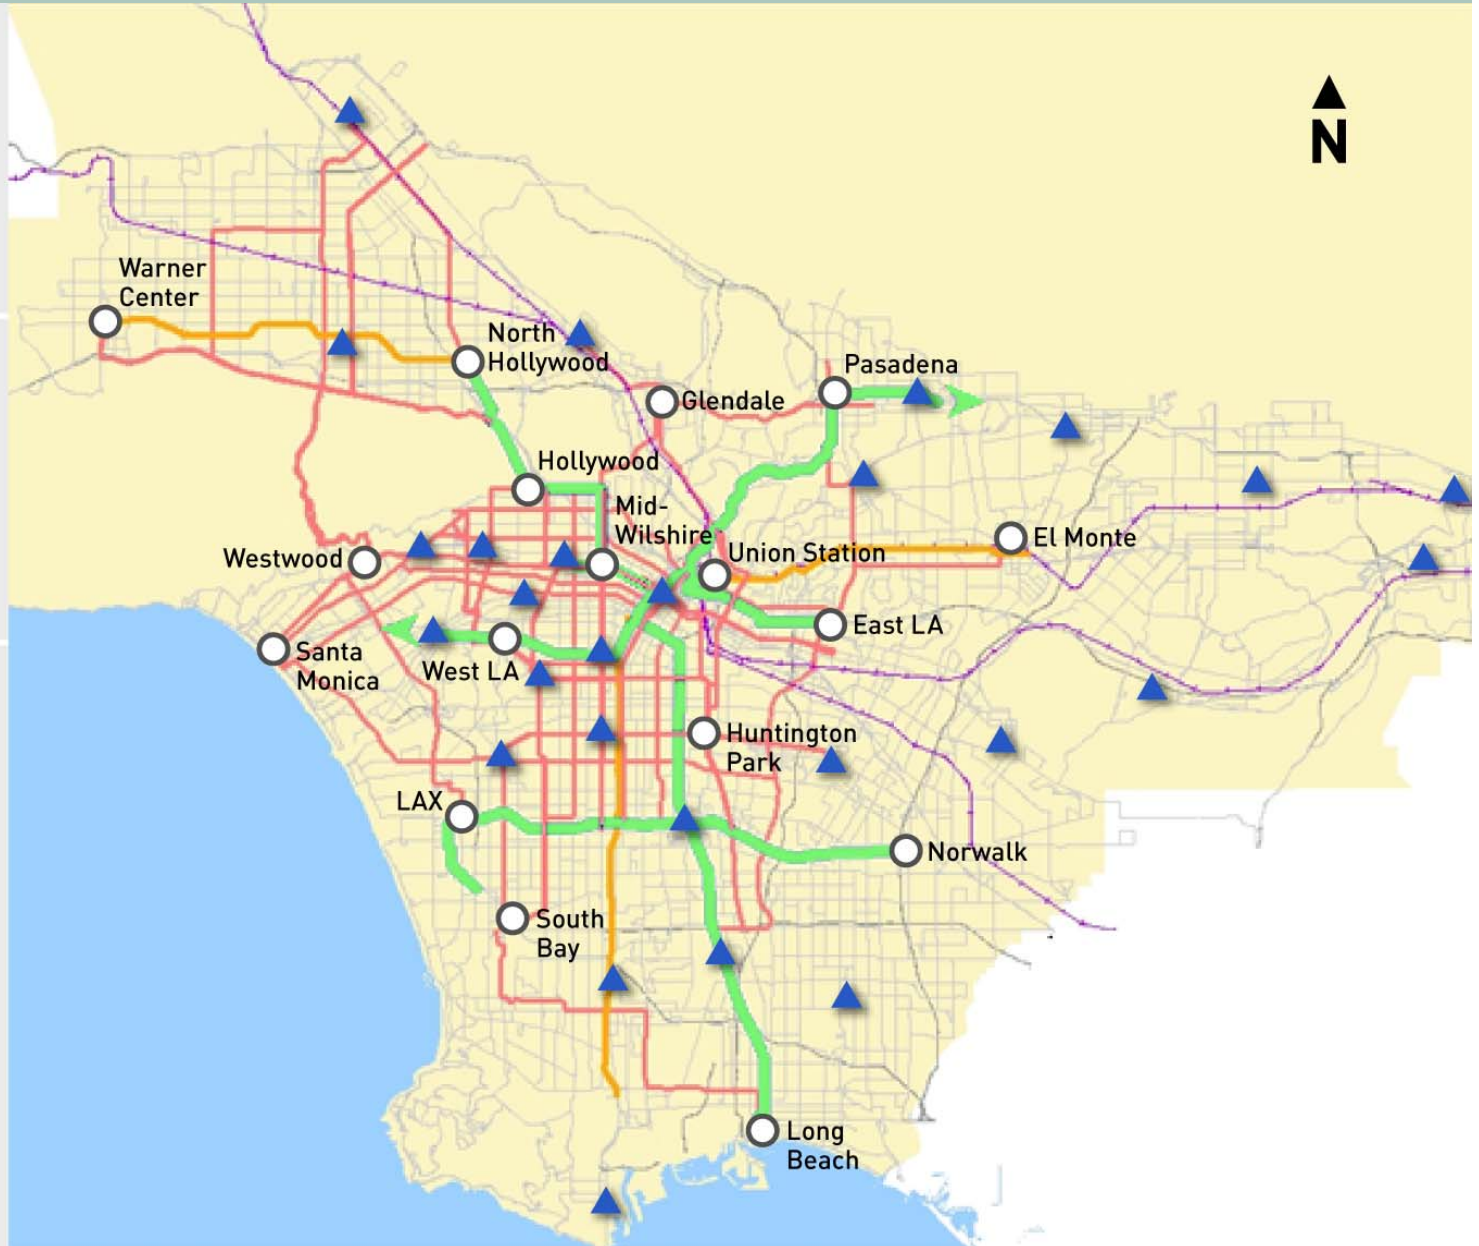 N
Warner
Center
North
Hollywood
Pasadena
Glendale
Hollywood
Mid-
Wilshire
Westwood
Union Station
El Monte
East LA
Santa
Monica
West LA
Huntington
Park
LAX
Norwalk
South
Bay
Long
Beach